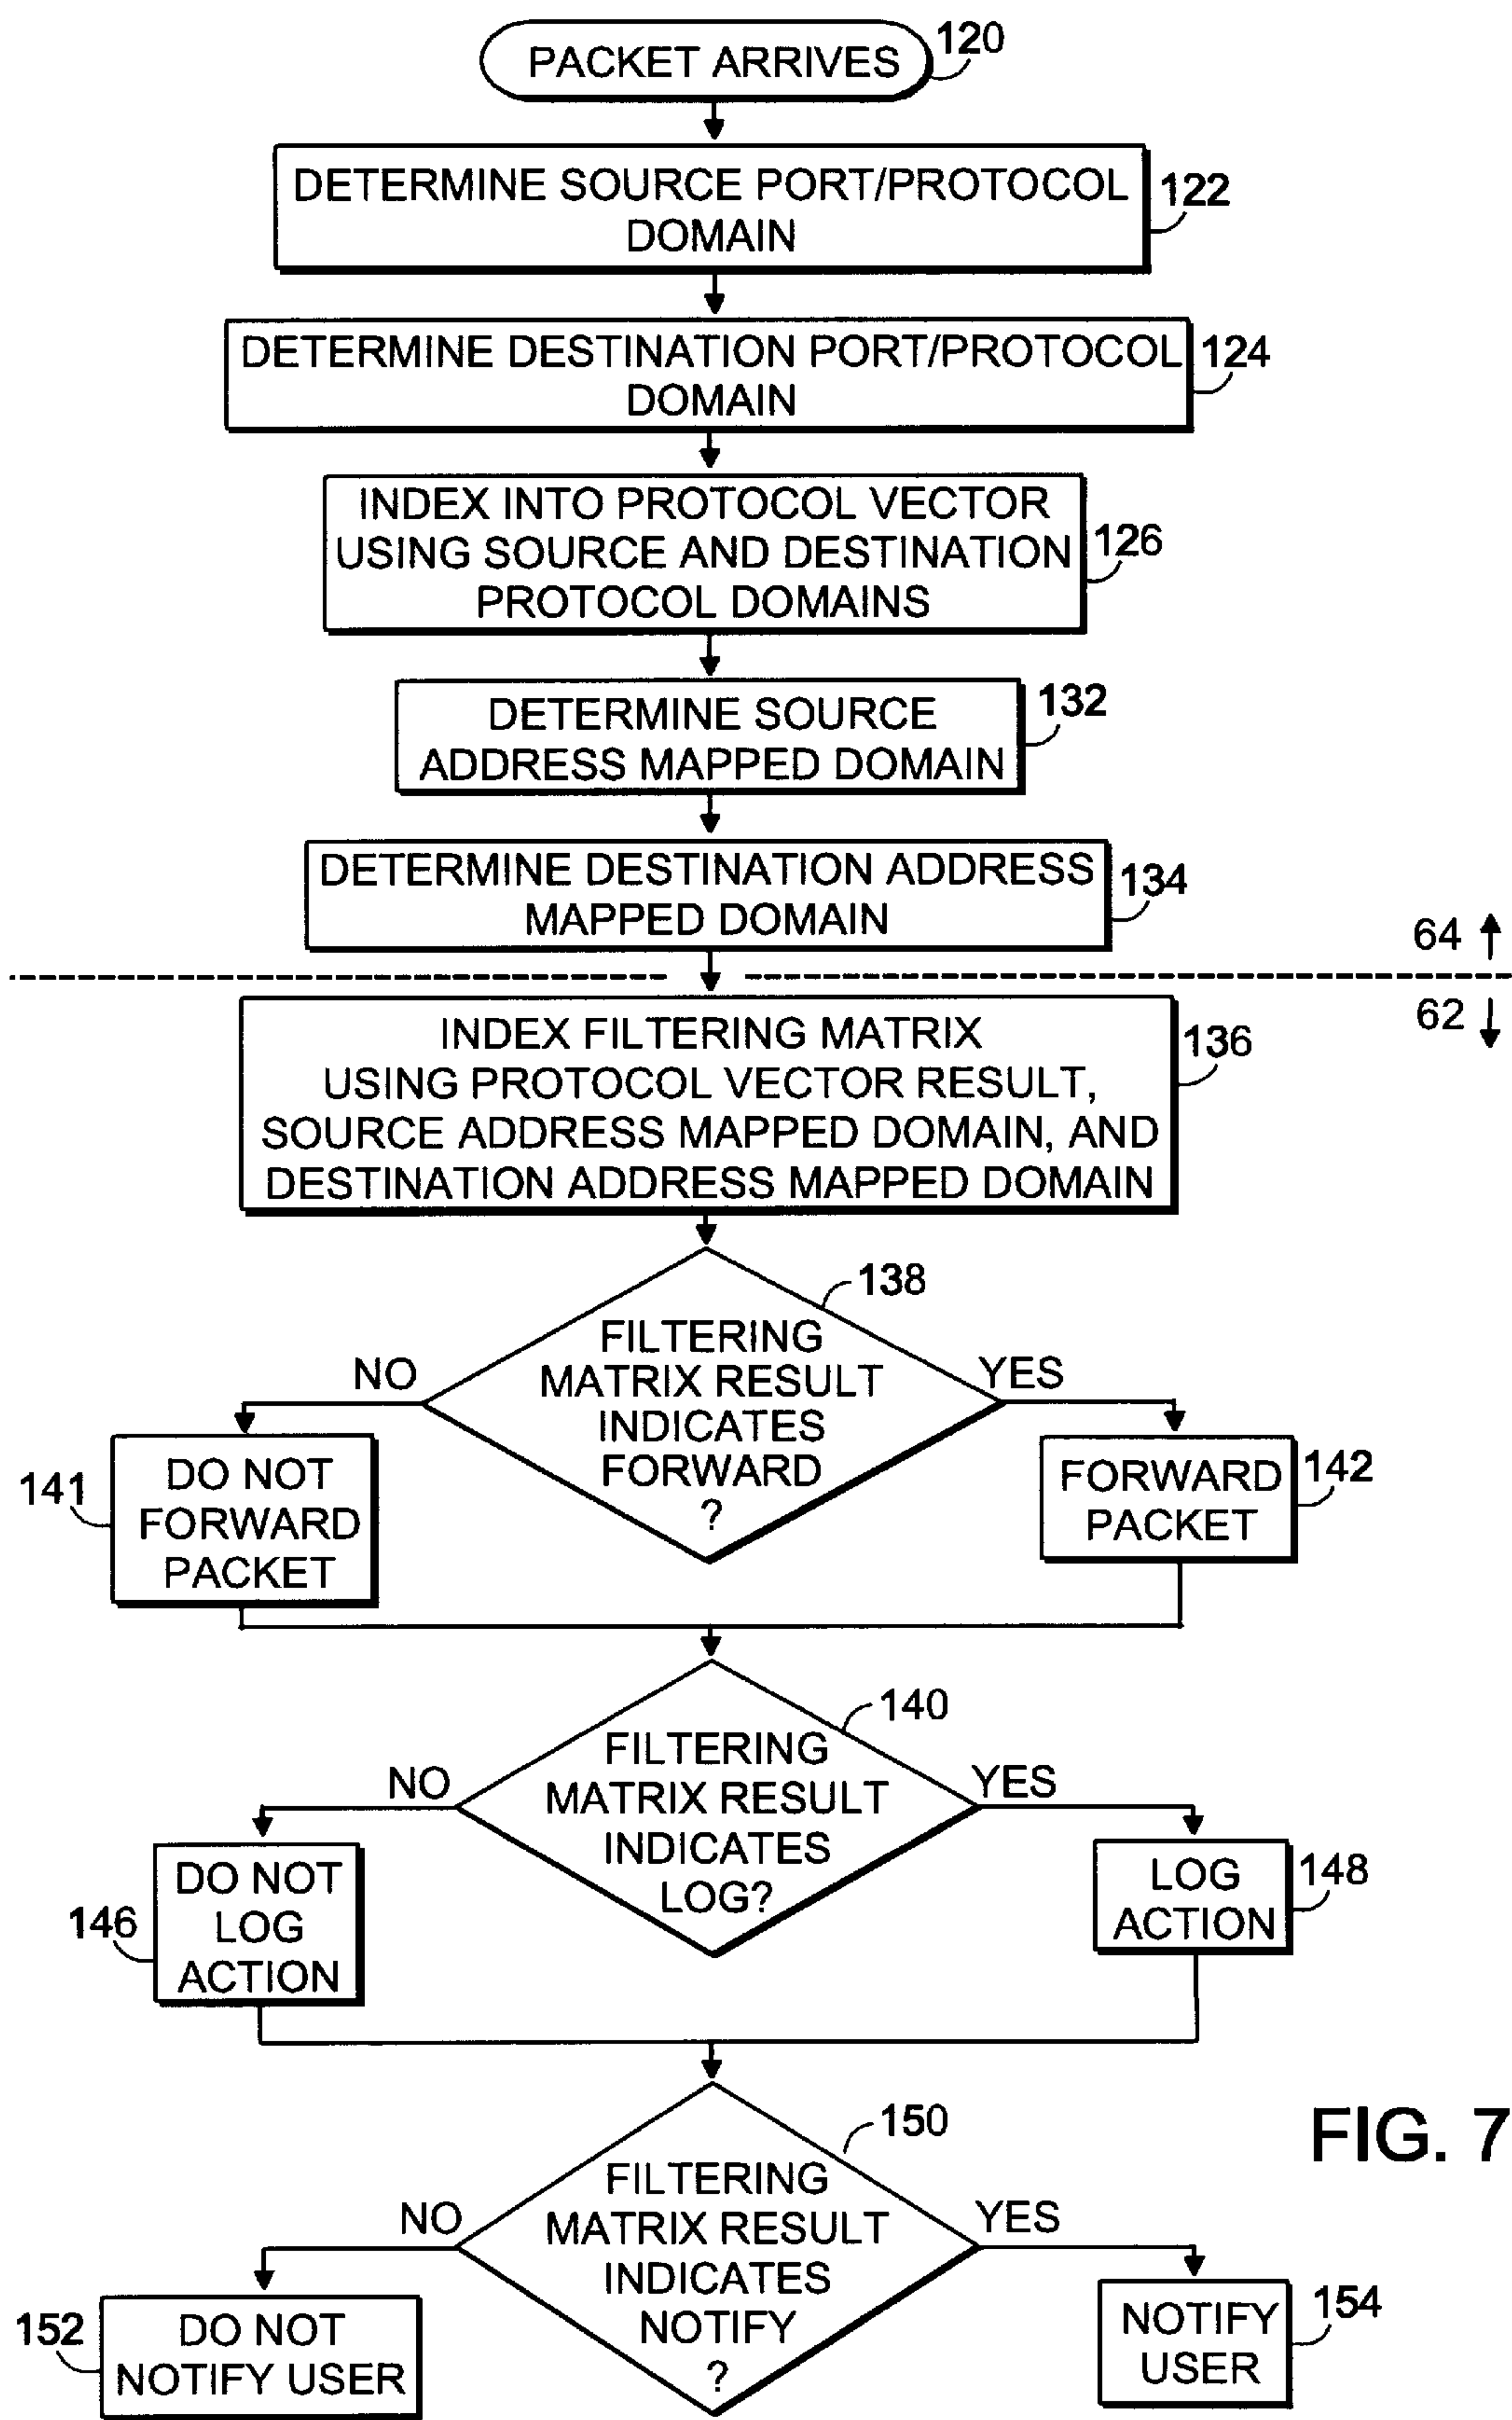 PACKET ARRIVES
120
DETERMINE SOURCE PORT/PROTOCOL
DOMAIN
122
DETERMINE DESTINATION PORT/PROTOCOL
DOMAIN
124
INDEX INTO PROTOCOL VECTOR
USING SOURCE AND DESTINATION
PROTOCOL DOMAINS
126
DETERMINE SOURCE
ADDRESS MAPPED DOMAIN
132
DETERMINE DESTINATION ADDRESS
MAPPED DOMAIN
134
64
62
INDEX FILTERING MATRIX
USING PROTOCOL VECTOR RESULT,
SOURCE ADDRESS MAPPED DOMAIN, AND
DESTINATION ADDRESS MAPPED DOMAIN
136
FILTERING
MATRIX RESULT
INDICATES
FORWARD
?
138
NO
YES
DO NOT
FORWARD
PACKET
141
FORWARD
PACKET
142
FILTERING
MATRIX RESULT
INDICATES
LOG?
140
NO
YES
DO NOT
LOG
ACTION
146
LOG
ACTION
148
FILTERING
MATRIX RESULT
INDICATES
NOTIFY
?
150
NO
YES
DO NOT
NOTIFY USER
152
NOTIFY
USER
154
FIG. 7